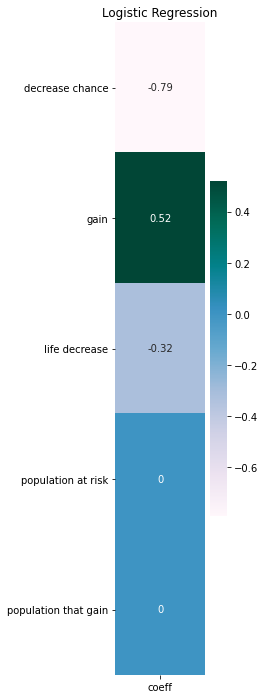 Logistic Regression
decrease chance
-0.79
gain
0.52
life decrease
-0.32
population at risk
0
population that gain
0
coeff
0.4
0.2
0.0
−0.2
−0.4
−0.6